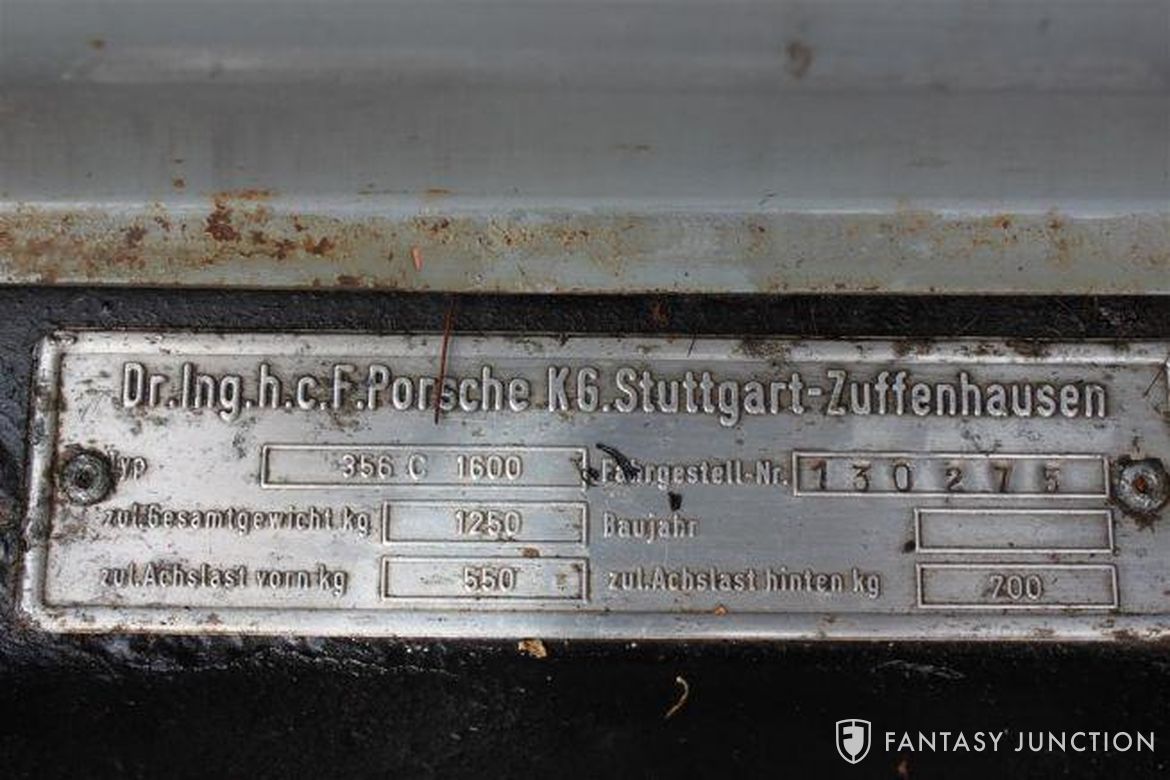 Dr.Ing.h.c.F.Porsche KG.Stuttgart-Zuffenhausen
Typ 356 C 1600 Fahrgestell-Nr. 130275
zul.Gesamtgewicht kg 1250 Baujahr
zul.Achslast vorn kg 550 zul.Achslast hinten kg 700
FANTASY JUNCTION